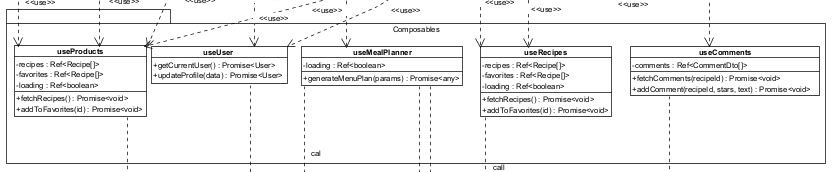 <<use>>
<<use>>
<<use>>
<<use>>
<<use>>
<<use>>
<<use>>
<<use>>
Composables
useProducts
-recipes : Ref<Recipe[]>
-favorites : Ref<Recipe[]>
-loading : Ref<boolean>
+fetchRecipes() : Promise<void>
+addToFavorites(id) : Promise<void>
useUser
+getCurrentUser() : Promise<User>
+updateProfile(data) : Promise<User>
useMealPlanner
-loading : Ref<boolean>
+generateMenuPlan(params) : Promise<any>
useRecipes
-recipes : Ref<Recipe[]>
-favorites : Ref<Recipe[]>
-loading : Ref<boolean>
+fetchRecipes() : Promise<void>
+addToFavorites(id) : Promise<void>
useComments
-comments : Ref<CommentDto[]>
+fetchComments(recipeId) : Promise<void>
+addComment(recipeId, stars, text) : Promise<void>
cal
call